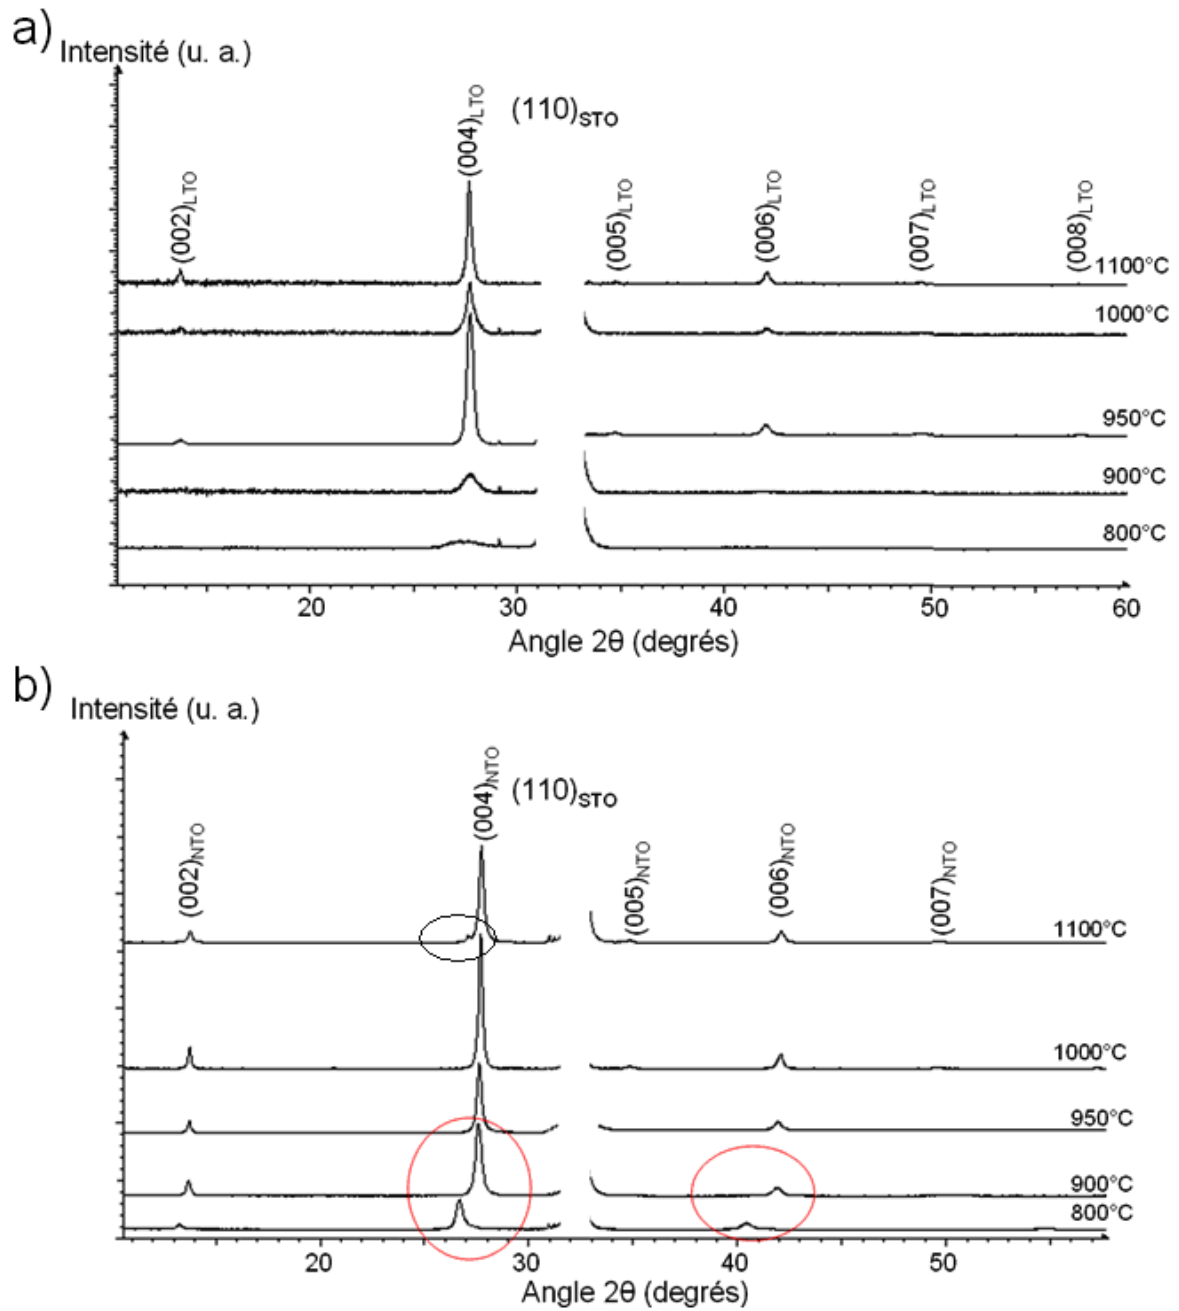 a)
Intensité (u. a.)
(002)LTO
(004)LTO
(110)STO
(005)LTO
(006)LTO
(007)LTO
(008)LTO
1100°C
1000°C
950°C
900°C
800°C
20 30 40 50 60
Angle 2θ (degrés)
b)
Intensité (u. a.)
(002)NTO
(004)NTO
(110)STO
(005)NTO
(006)NTO
(007)NTO
1100°C
1000°C
950°C
900°C
800°C
20 30 40 50
Angle 2θ (degrés)